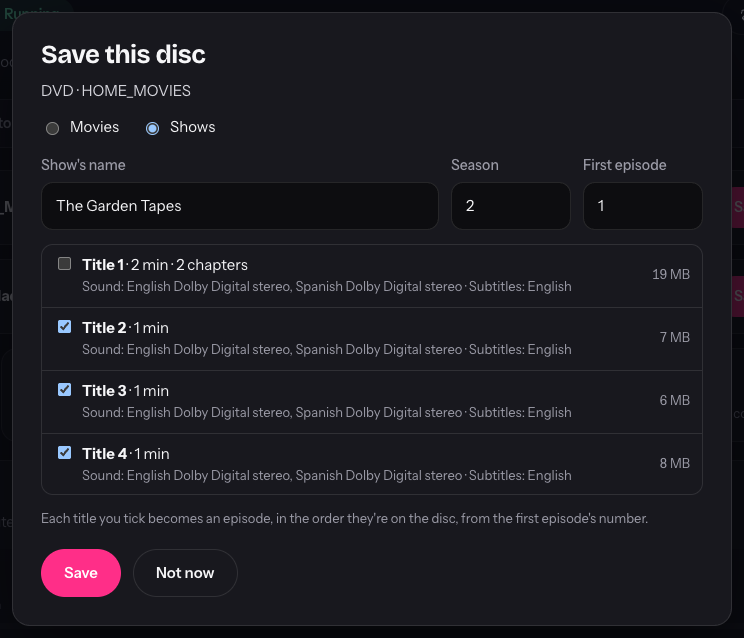 Running
Save this disc
DVD · HOME_MOVIES
Movies
Shows
Show's name
Season
First episode
The Garden Tapes
2
1
Title 1 · 2 min · 2 chapters
Sound: English Dolby Digital stereo, Spanish Dolby Digital stereo · Subtitles: English
19 MB
Title 2 · 1 min
Sound: English Dolby Digital stereo, Spanish Dolby Digital stereo · Subtitles: English
7 MB
Title 3 · 1 min
Sound: English Dolby Digital stereo, Spanish Dolby Digital stereo · Subtitles: English
6 MB
Title 4 · 1 min
Sound: English Dolby Digital stereo, Spanish Dolby Digital stereo · Subtitles: English
8 MB
Each title you tick becomes an episode, in the order they're on the disc, from the first episode's number.
Save
Not now